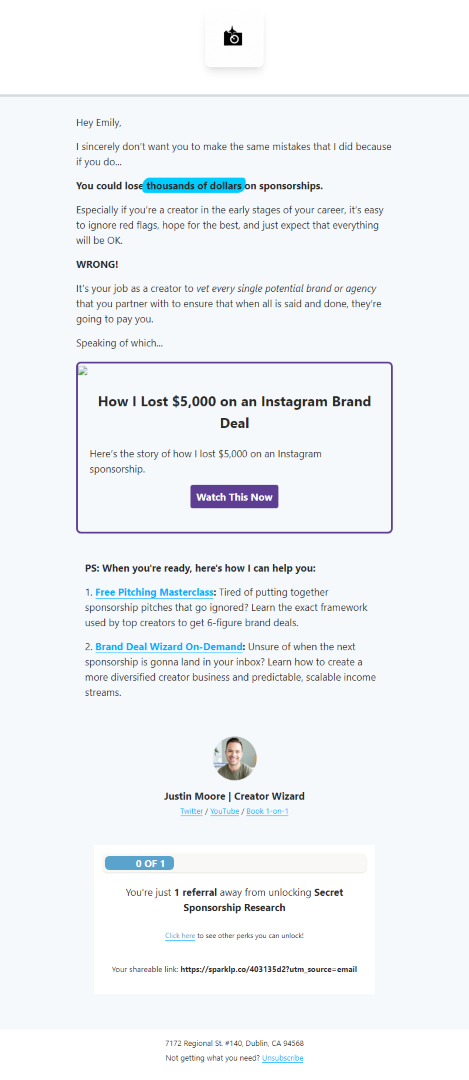 Hey Emily,
I sincerely don't want you to make the same mistakes that I did because
if you do...
You could lose thousands of dollars on sponsorships.
Especially if you're a creator in the early stages of your career, it's easy
to ignore red flags, hope for the best, and just expect that everything
will be OK.
WRONG!
It's your job as a creator to vet every single potential brand or agency
that you partner with to ensure that when all is said and done, they're
going to pay you.
Speaking of which...
How I Lost $5,000 on an Instagram Brand
Deal
Here's the story of how I lost $5,000 on an Instagram
sponsorship.
Watch This Now
PS: When you're ready, here's how I can help you:
1. Free Pitching Masterclass: Tired of putting together
sponsorship pitches that go ignored? Learn the exact framework
used by top creators to get 6-figure brand deals.
2. Brand Deal Wizard On-Demand: Unsure of when the next
sponsorship is gonna land in your inbox? Learn how to create a
more diversified creator business and predictable, scalable income
streams.
Justin Moore | Creator Wizard
Twitter / YouTube / Book 1-on-1
0 OF 1
You're just 1 referral away from unlocking Secret
Sponsorship Research
Click here to see other perks you can unlock!
Your shareable link: https://sparklp.co/403135d2?utm_source=email
7172 Regional St. #140, Dublin, CA 94568
Not getting what you need? Unsubscribe